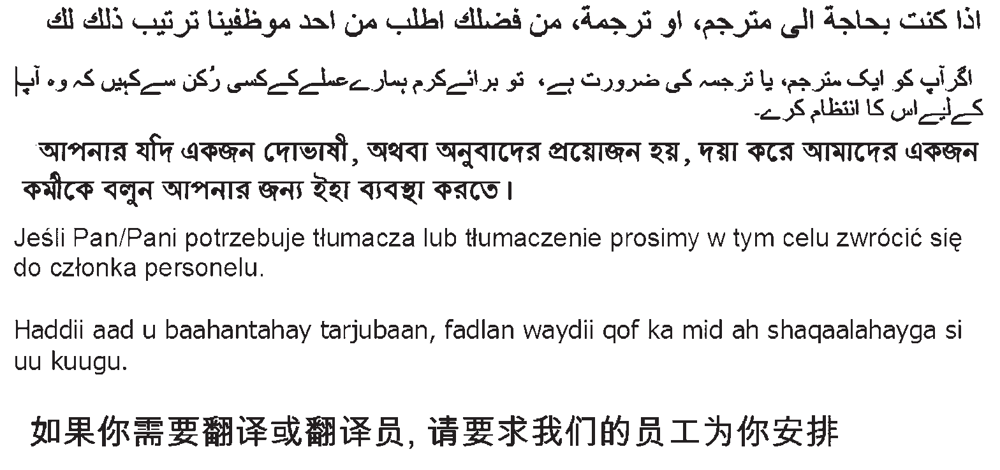 اذا كنت بحاجة الى مترجم، او ترجمة، من فضلك اطلب من احد موظفينا ترتيب ذلك لك
اگرآپ کو ایک مترجم، یا ترجمہ کی ضرورت ہے، تو برائےکرم ہمارےعملےکےکسی رُکن سےکہیں کہ وہ آپ
کےلیےاس کا انتظام کرے۔
আপনার যদি একজন দোভাষী, অথবা অনুবাদের প্রয়োজন হয়, দয়া করে আমাদের একজন
কর্মীকে বলুন আপনার জন্য ইহা ব্যবস্থা করতে।
Jeśli Pan/Pani potrzebuje tłumacza lub tłumaczenie prosimy w tym celu zwrócić się
do członka personelu.
Haddii aad u baahantahay tarjubaan, fadlan waydii qof ka mid ah shaqaalahayga si
uu kuugu.
如果你需要翻译或翻译员, 请要求我们的员工为你安排